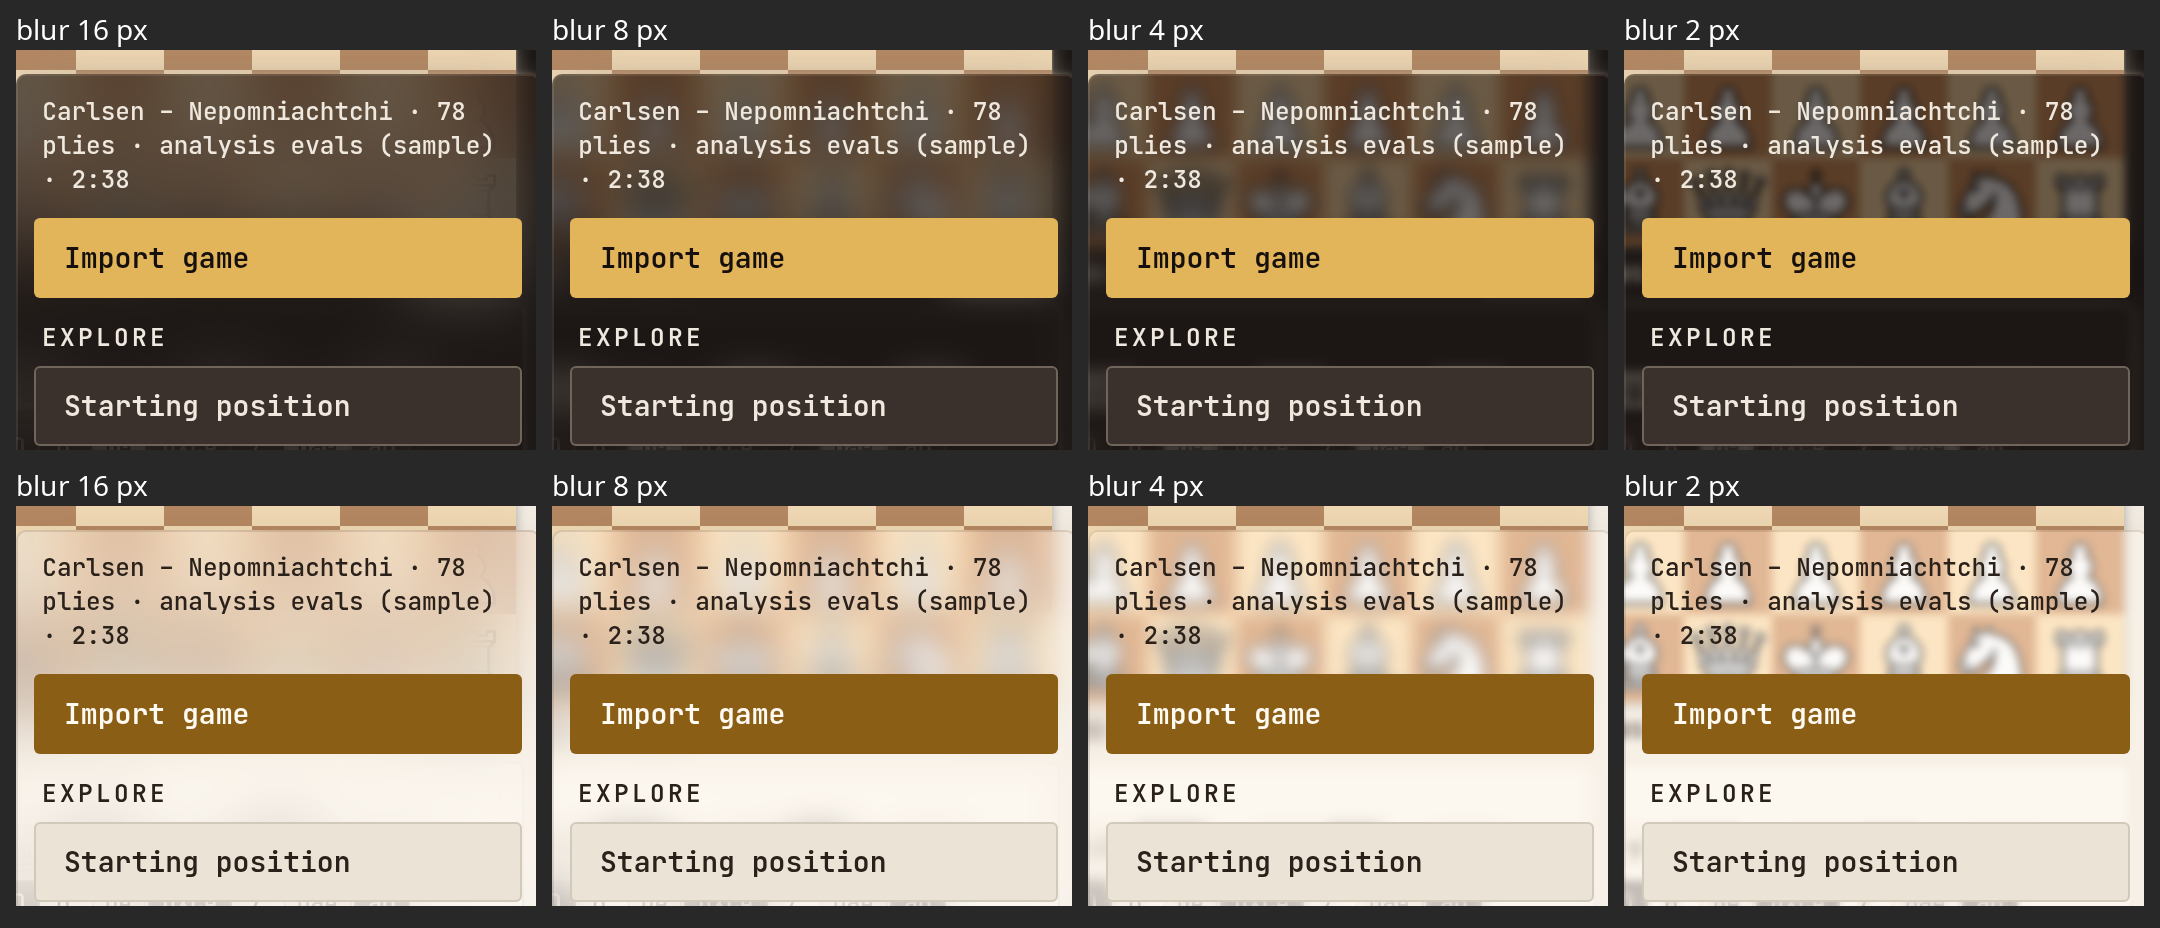 blur 16 px
Carlsen – Nepomniachtchi · 78
plies · analysis evals (sample)
· 2:38
Import game
EXPLORE
Starting position
blur 8 px
Carlsen – Nepomniachtchi · 78
plies · analysis evals (sample)
· 2:38
Import game
EXPLORE
Starting position
blur 4 px
Carlsen – Nepomniachtchi · 78
plies · analysis evals (sample)
· 2:38
Import game
EXPLORE
Starting position
blur 2 px
Carlsen – Nepomniachtchi · 78
plies · analysis evals (sample)
· 2:38
Import game
EXPLORE
Starting position
blur 16 px
Carlsen – Nepomniachtchi · 78
plies · analysis evals (sample)
· 2:38
Import game
EXPLORE
Starting position
blur 8 px
Carlsen – Nepomniachtchi · 78
plies · analysis evals (sample)
· 2:38
Import game
EXPLORE
Starting position
blur 4 px
Carlsen – Nepomniachtchi · 78
plies · analysis evals (sample)
· 2:38
Import game
EXPLORE
Starting position
blur 2 px
Carlsen – Nepomniachtchi · 78
plies · analysis evals (sample)
· 2:38
Import game
EXPLORE
Starting position